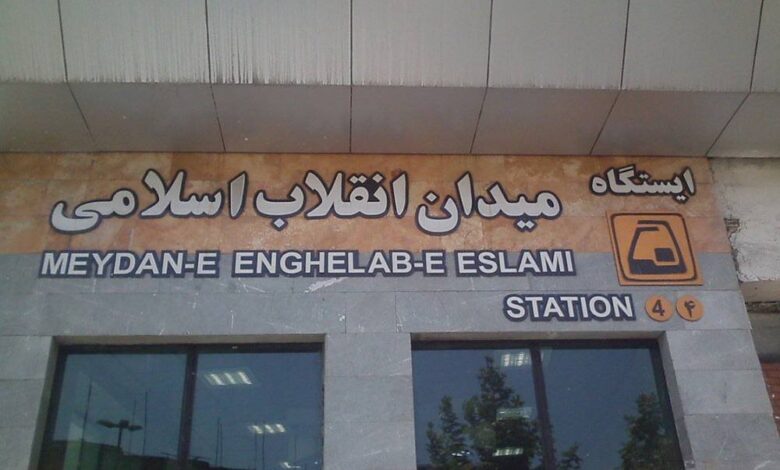 ایستگاه میدان انقلاب اسلامی
MEYDAN-E ENGHELAB-E ESLAMI
STATION 4 ۴